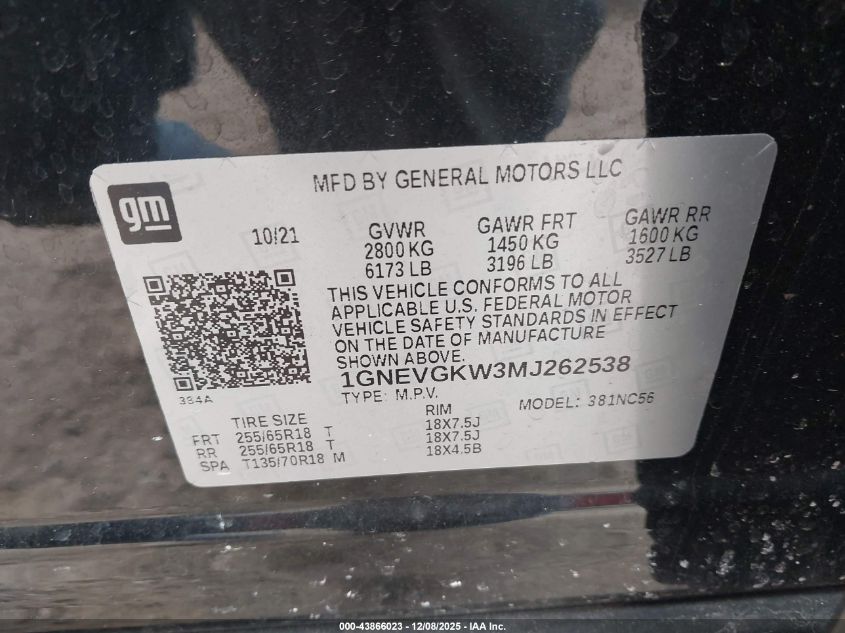 MFD BY GENERAL MOTORS LLC
gm
10/21
GVWR
2800 KG
6173 LB
GAWR FRT
1450 KG
3196 LB
GAWR RR
1600 KG
3527 LB
THIS VEHICLE CONFORMS TO ALL
APPLICABLE U.S. FEDERAL MOTOR
VEHICLE SAFETY STANDARDS IN EFFECT
ON THE DATE OF MANUFACTURE
SHOWN ABOVE.
1GNEVGKW3MJ262538
TYPE: M.P.V.
MODEL: 381NC56
384A
TIRE SIZE RIM
FRT 255/65R18 T 18X7.5J
RR 255/65R18 T 18X7.5J
SPA T135/70R18 M 18X4.5B
000-43866023 - 12/08/2025 - IAA Inc.